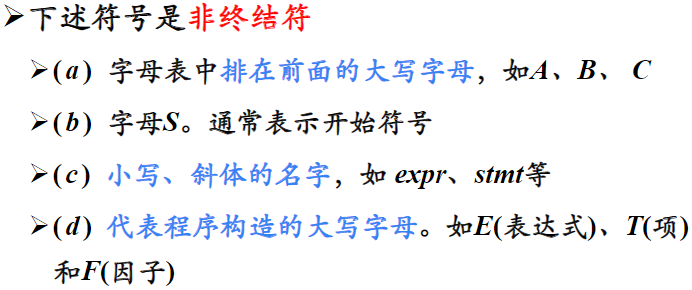 ➢下述符号是非终结符
➢(a) 字母表中排在前面的大写字母，如A、B、 C
➢(b) 字母S。通常表示开始符号
➢(c) 小写、斜体的名字，如 expr、stmt等
➢(d) 代表程序构造的大写字母。如E(表达式)、T(项)
和F(因子)